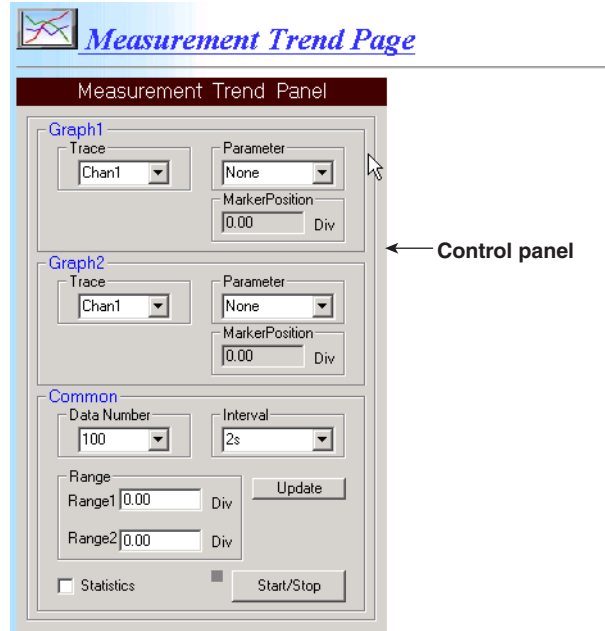 Measurement Trend Page
Measurement Trend Panel
Graph1
Trace
Parameter
Chan1
None
MarkerPosition
0.00
Div
Control panel
Graph2
Trace
Parameter
Chan1
None
MarkerPosition
0.00
Div
Common
Data Number
Interval
100
2s
Range
Range1 0.00 Div
Update
Range2 0.00 Div
Statistics
Start/Stop